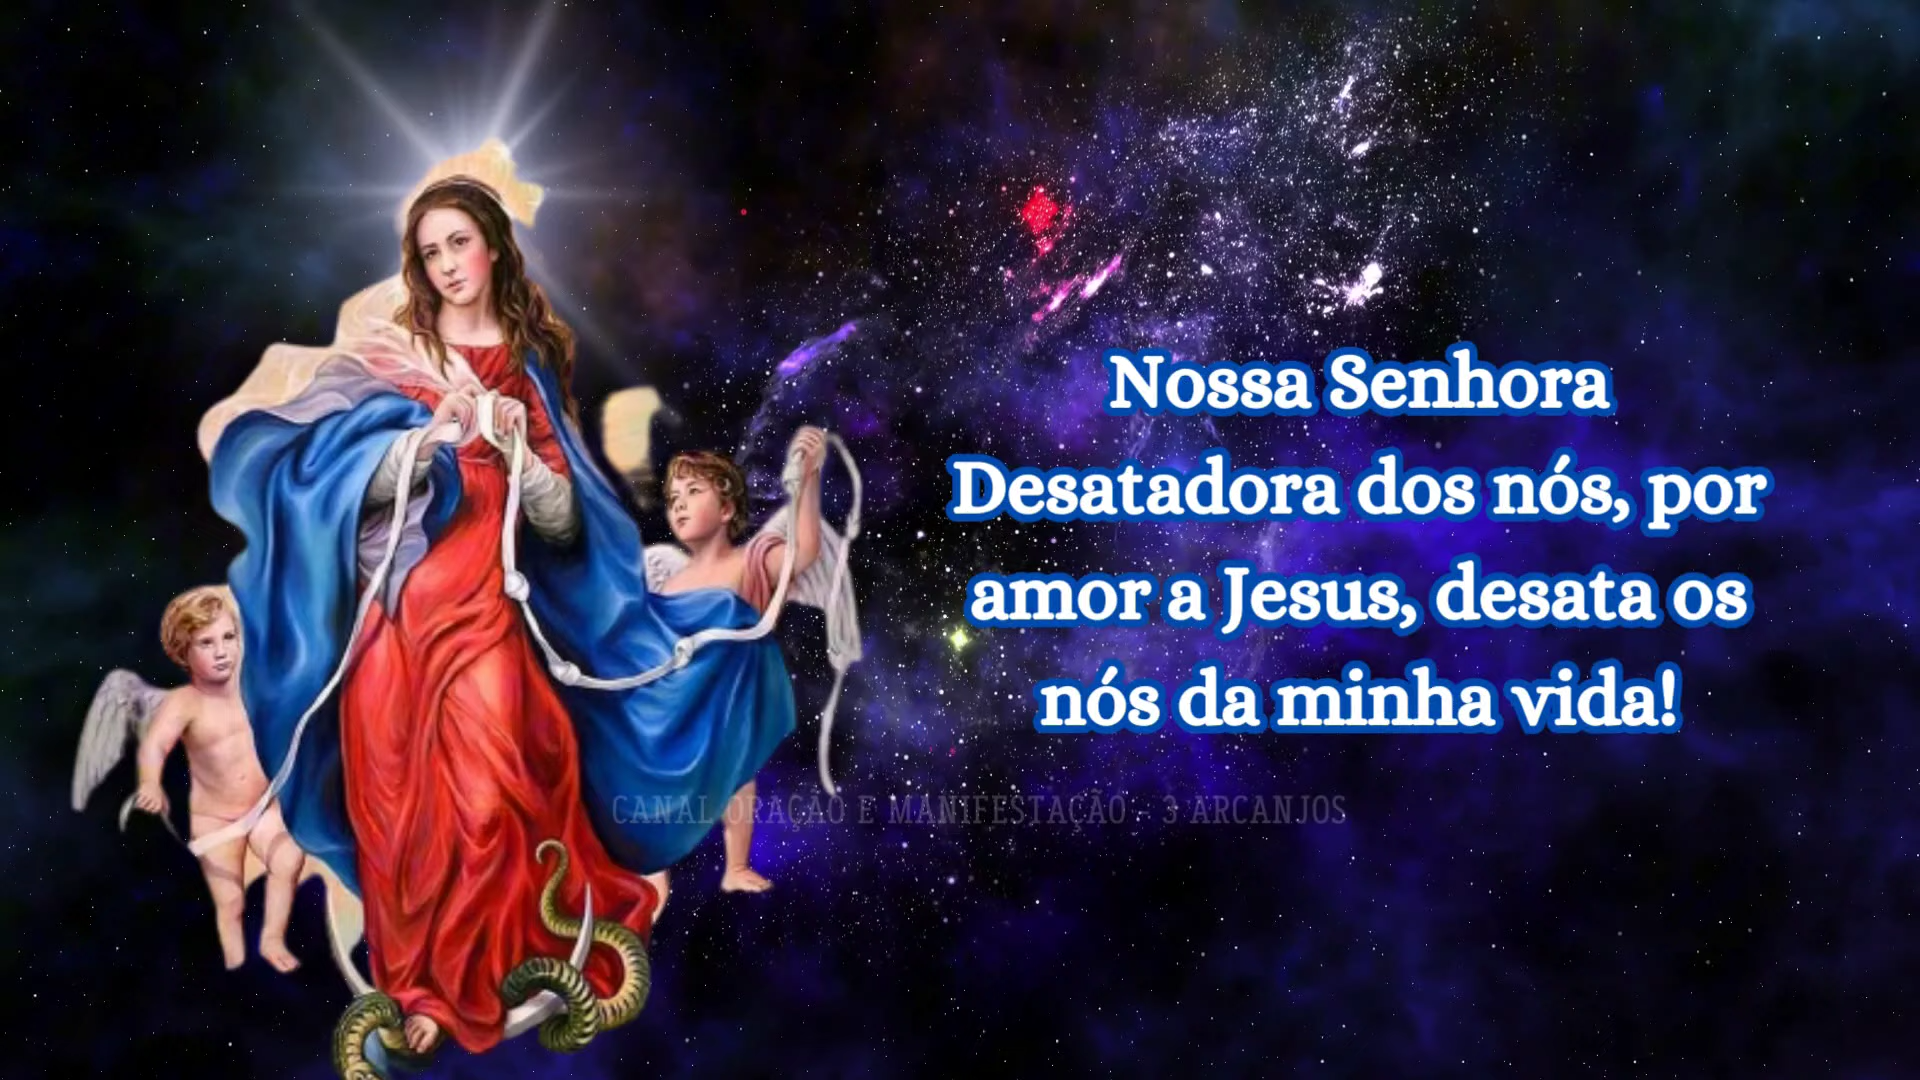 Nossa Senhora
Desatadora dos nós, por
amor a Jesus, desata os
nós da minha vida!
CANAL ORAÇÃO E MANIFESTAÇÃO - 3 ARCANJOS